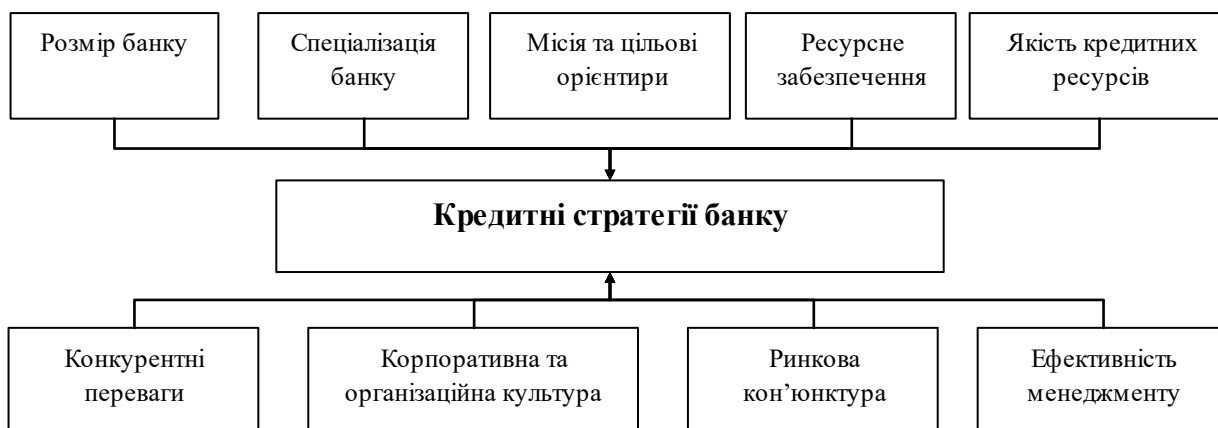 Розмір банку
Спеціалізація
банку
Місія та цільові
орієнтири
Ресурсне
забезпечення
Якість кредитних
ресурсів
Кредитні стратегії банку
Конкурентні
переваги
Корпоративна та
організаційна культура
Ринкова
кон’юнктура
Ефективність
менеджменту